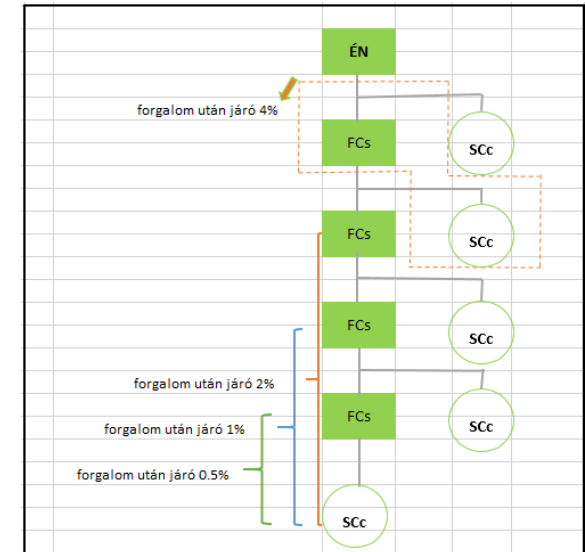 ÉN
forgalom után járó 4%
FCs
SCc
FCs
SCc
FCs
SCc
forgalom után járó 2%
FCs
SCc
forgalom után járó 1%
forgalom után járó 0.5%
SCc